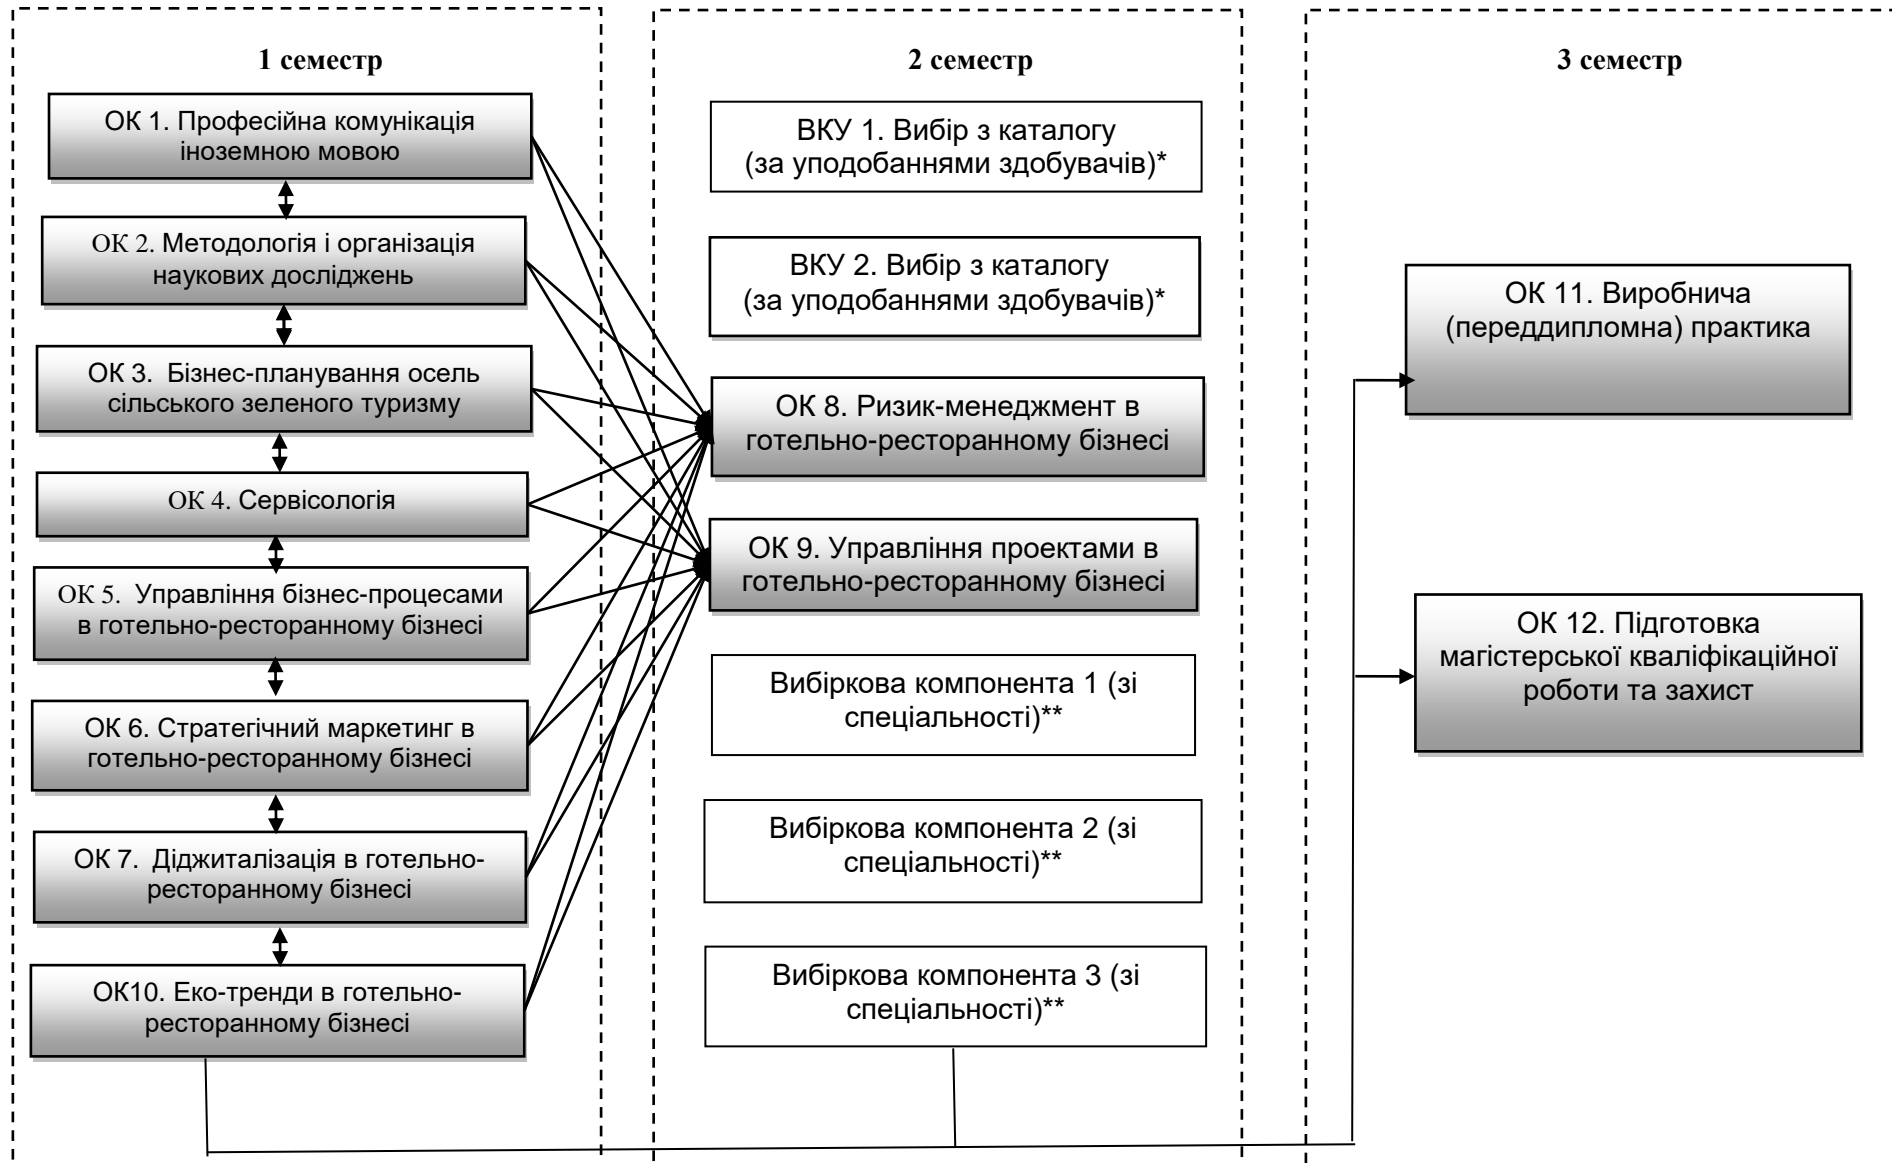 1 семестр
ОК 1. Професійна комунікація
іноземною мовою
ОК 2. Методологія і організація
наукових досліджень
ОК 3.  Бізнес-планування осель
сільського зеленого туризму
ОК 4. Сервісологія
ОК 5.  Управління бізнес-процесами
в готельно-ресторанному бізнесі
ОК 6. Стратегічний маркетинг в
готельно-ресторанному бізнесі
ОК 7.  Діджиталізація в готельно-
ресторанному бізнесі
ОК10. Еко-тренди в готельно-
ресторанному бізнесі
2 семестр
ВКУ 1. Вибір з каталогу
(за уподобаннями здобувачів)*
ВКУ 2. Вибір з каталогу
(за уподобаннями здобувачів)*
ОК 8. Ризик-менеджмент в
готельно-ресторанному бізнесі
ОК 9. Управління проектами в
готельно-ресторанному бізнесі
Вибіркова компонента 1 (зі
спеціальності)**
Вибіркова компонента 2 (зі
спеціальності)**
Вибіркова компонента 3 (зі
спеціальності)**
3 семестр
ОК 11. Виробнича
(переддипломна) практика
ОК 12. Підготовка
магістерської кваліфікаційної
роботи та захист